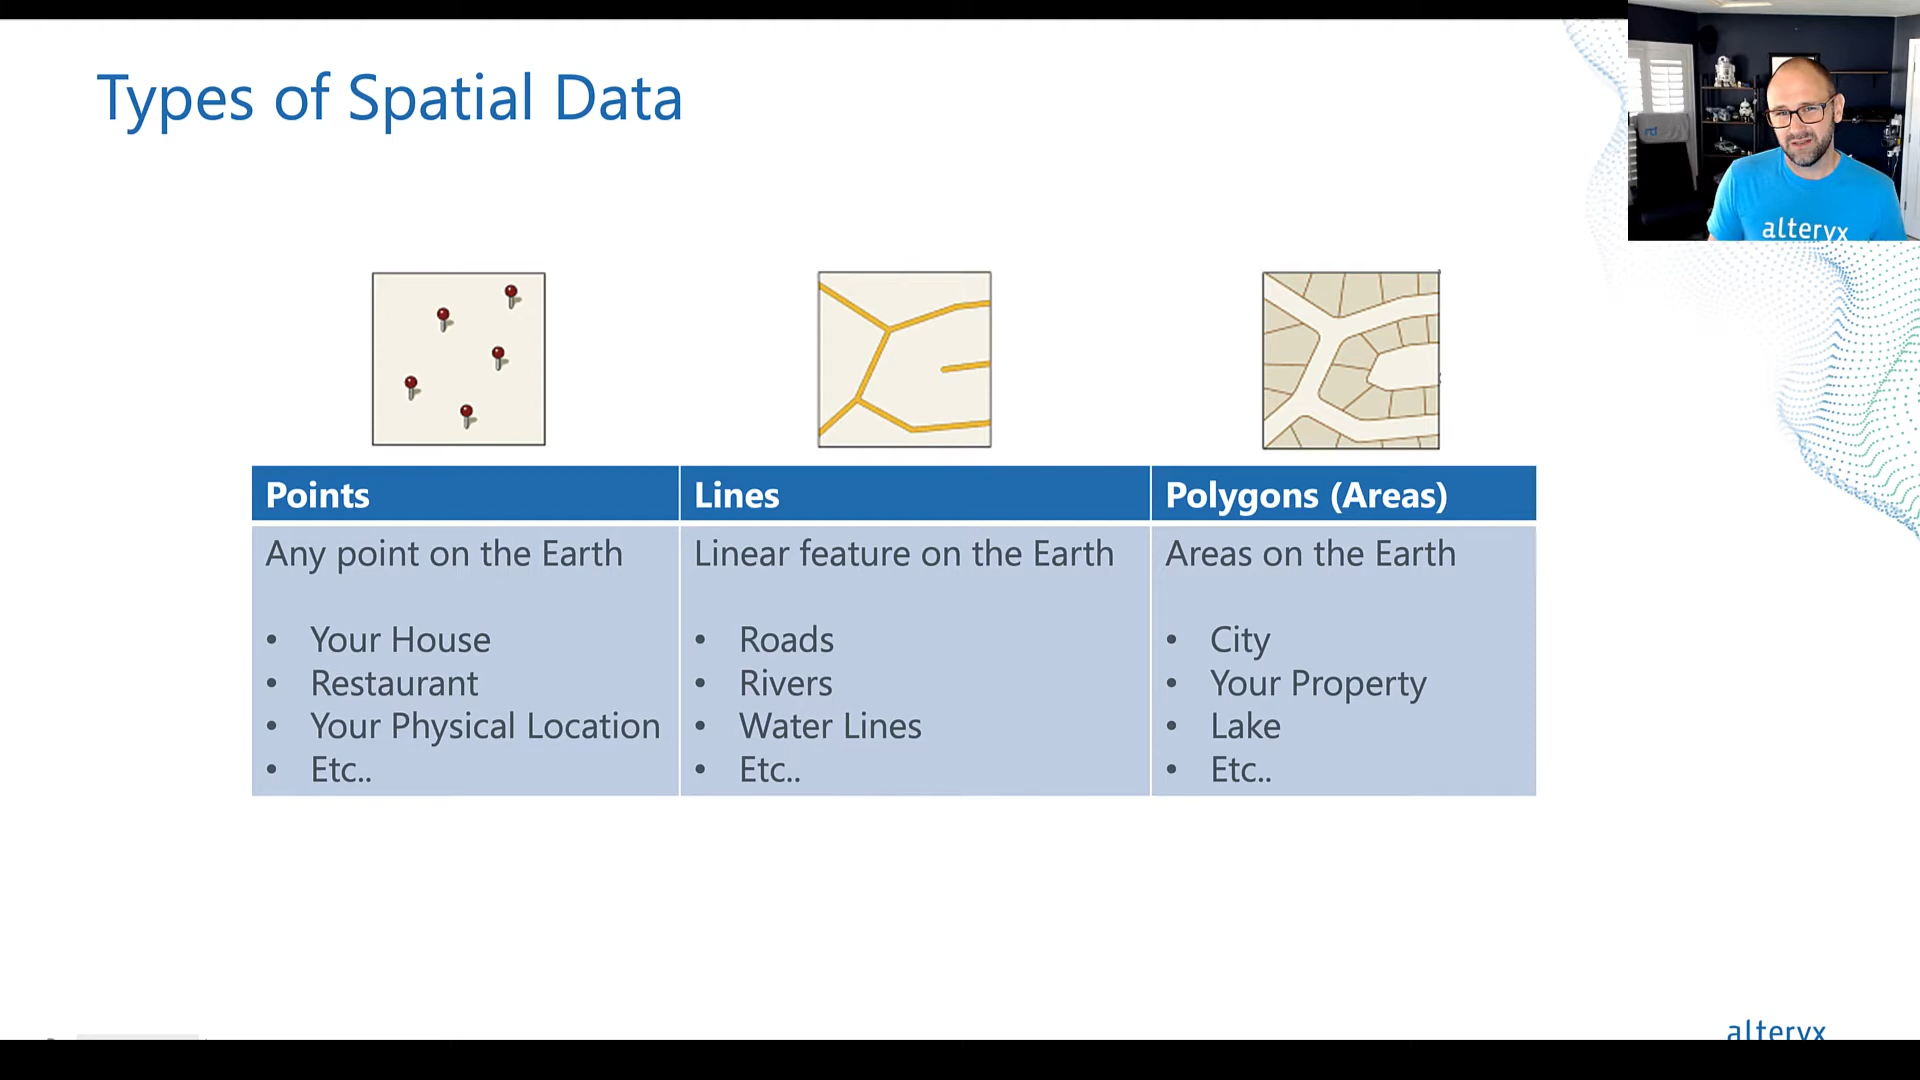 Types of Spatial Data
alteryx
Points
Lines
Polygons (Areas)
Any point on the Earth
• Your House
• Restaurant
• Your Physical Location
• Etc..
Linear feature on the Earth
• Roads
• Rivers
• Water Lines
• Etc..
Areas on the Earth
• City
• Your Property
• Lake
• Etc..
alteryx